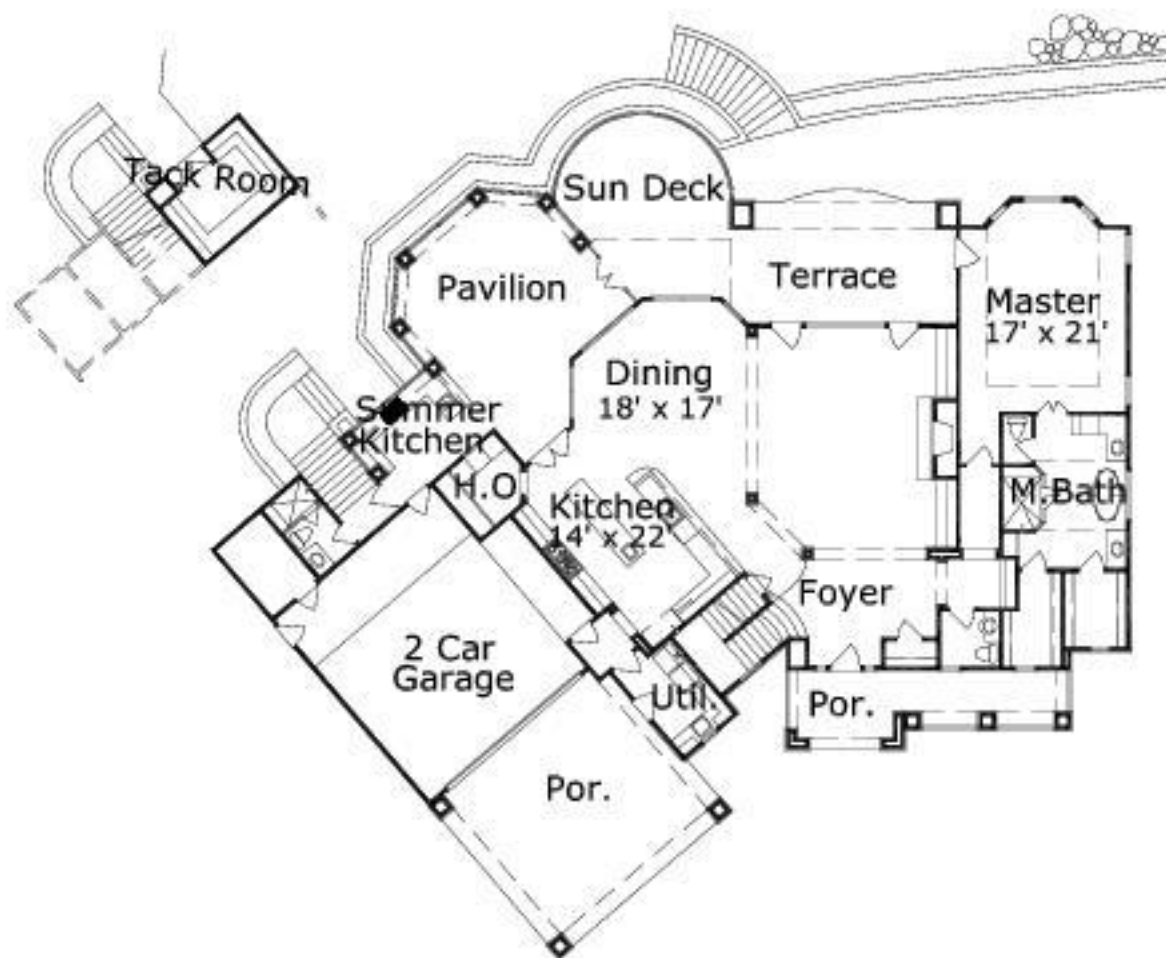 Tack Room
Sun Deck
Pavilion
Terrace
Master
17' x 21'
Dining
18' x 17'
Summer
Kitchen
H.O
M.Bath
Kitchen
14' x 22'
Foyer
2 Car
Garage
Util.
Por.
Por.